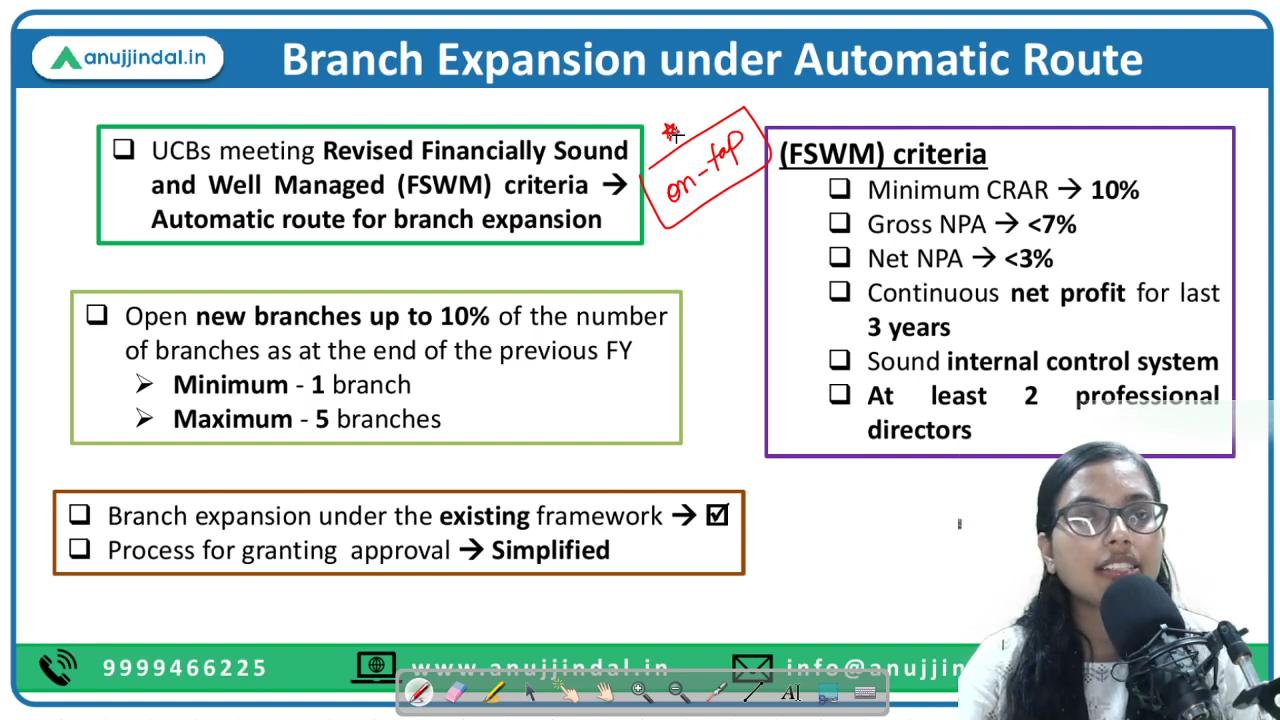 anujjindal.in
Branch Expansion under Automatic Route
UCBs meeting Revised Financially Sound
and Well Managed (FSWM) criteria →
Automatic route for branch expansion
on-tap
Open new branches up to 10% of the number
of branches as at the end of the previous FY
Minimum - 1 branch
Maximum - 5 branches
Branch expansion under the existing framework → ☑
Process for granting approval → Simplified
(FSWM) criteria
Minimum CRAR → 10%
Gross NPA → <7%
Net NPA → <3%
Continuous net profit for last
3 years
Sound internal control system
At least 2 professional
directors
9999466225
www.anujjindal.in
info@anujjin
AI